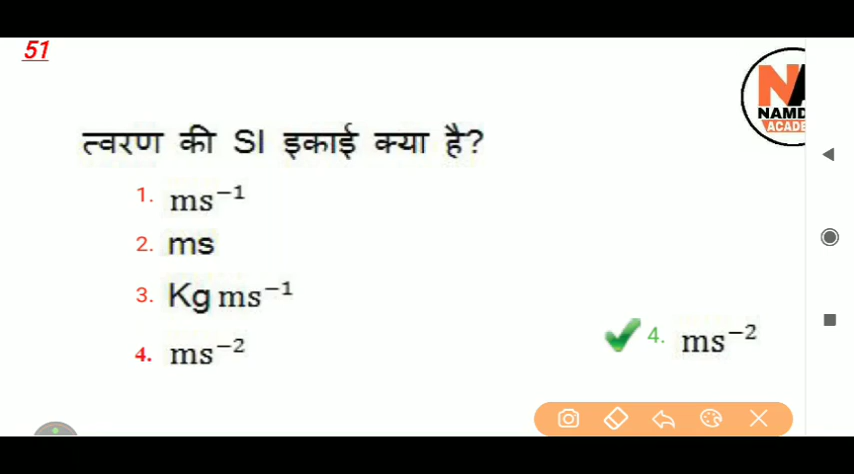 51
त्वरण की SI इकाई क्या है?
1. ms⁻¹
2. ms
3. Kg ms⁻¹
4. ms⁻²
4. ms⁻²